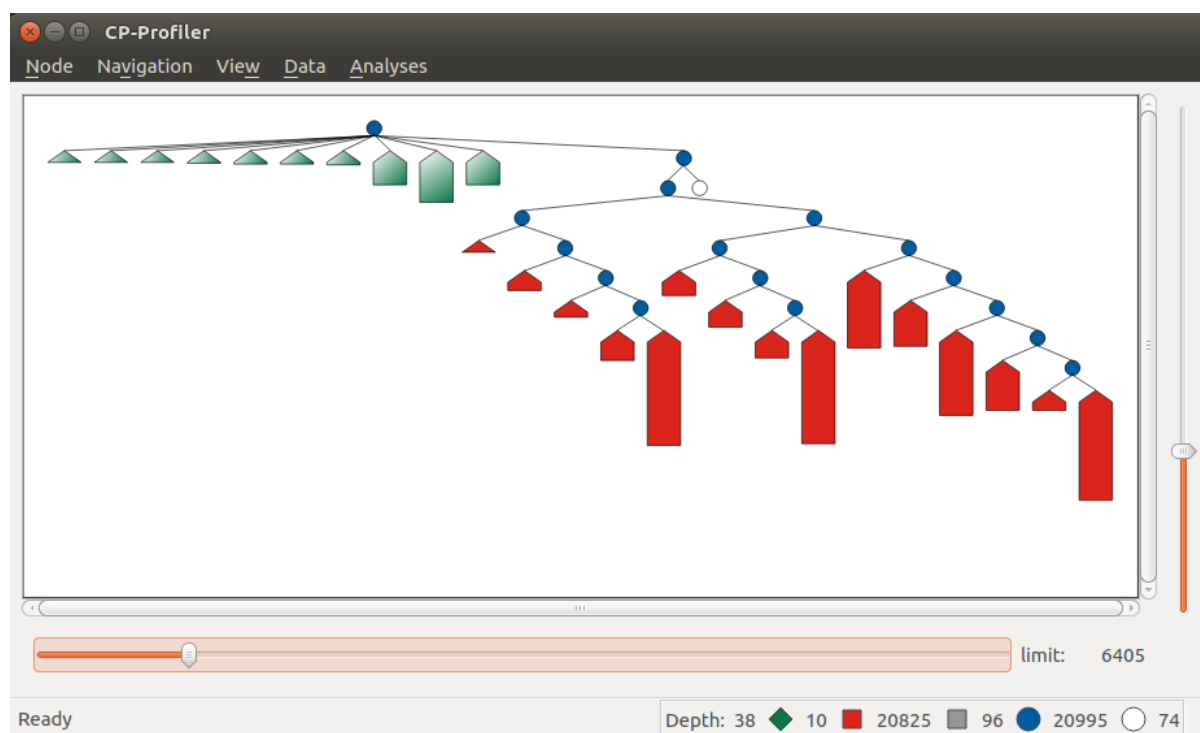 CP-Profiler
Node Navigation View Data Analyses
limit: 6405
Ready Depth: 38 10 20825 96 20995 74